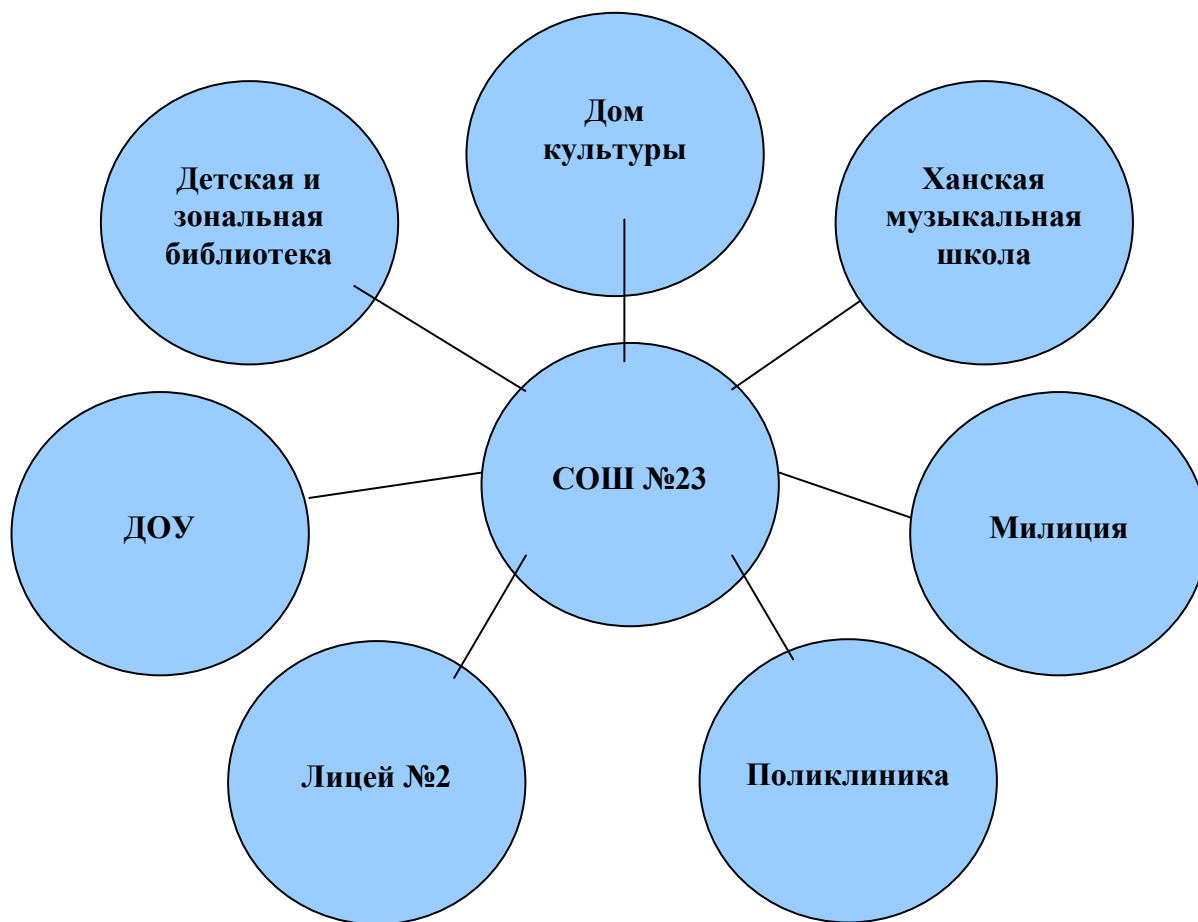 Дом
культуры
Детская и
зональная
библиотека
Ханская
музыкальная
школа
СОШ №23
ДОУ
Милиция
Лицей №2
Поликлиника